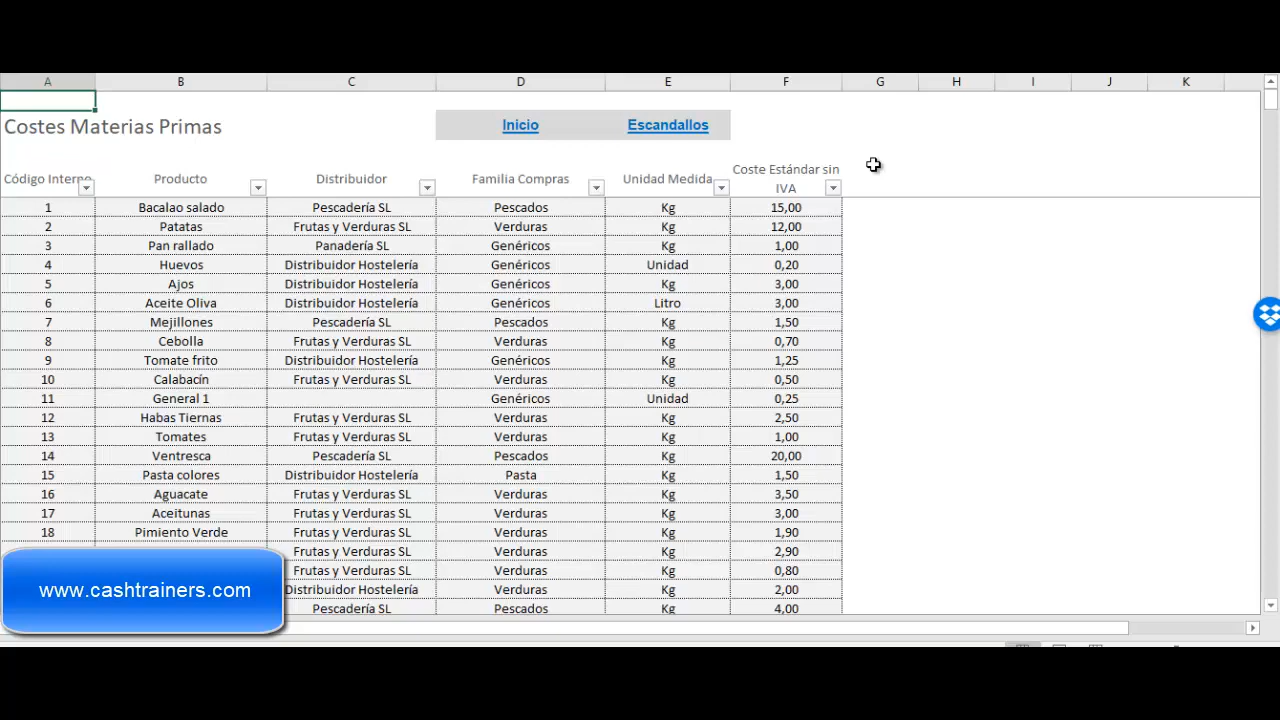 A B C D E F G H I J K
Costes Materias Primas Inicio Escandallos
Código Interno Producto Distribuidor Familia Compras Unidad Medida Coste Estándar sin IVA
1 Bacalao salado Pescadería SL Pescados Kg 15,00
2 Patatas Frutas y Verduras SL Verduras Kg 12,00
3 Pan rallado Panadería SL Genéricos Kg 1,00
4 Huevos Distribuidor Hostelería Genéricos Unidad 0,20
5 Ajos Distribuidor Hostelería Genéricos Kg 3,00
6 Aceite Oliva Distribuidor Hostelería Genéricos Litro 3,00
7 Mejillones Pescadería SL Pescados Kg 1,50
8 Cebolla Frutas y Verduras SL Verduras Kg 0,70
9 Tomate frito Distribuidor Hostelería Genéricos Kg 1,25
10 Calabacín Frutas y Verduras SL Verduras Kg 0,50
11 General 1 Genéricos Unidad 0,25
12 Habas Tiernas Frutas y Verduras SL Verduras Kg 2,50
13 Tomates Frutas y Verduras SL Verduras Kg 1,00
14 Ventresca Pescadería SL Pescados Kg 20,00
15 Pasta colores Distribuidor Hostelería Pasta Kg 1,50
16 Aguacate Frutas y Verduras SL Verduras Kg 3,50
17 Aceitunas Frutas y Verduras SL Verduras Kg 3,00
18 Pimiento Verde Frutas y Verduras SL Verduras Kg 1,90
Frutas y Verduras SL Verduras Kg 2,90
Frutas y Verduras SL Verduras Kg 0,80
Distribuidor Hostelería Genéricos Kg 2,00
Pescadería SL Pescados Kg 4,00
www.cashtrainers.com